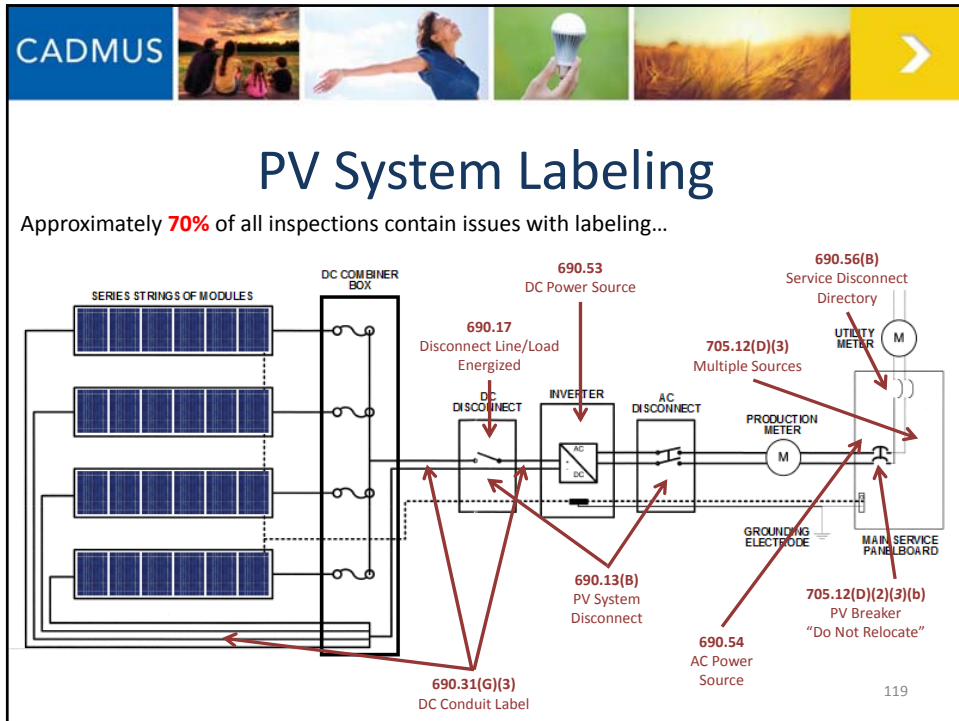 CADMUS
PV System Labeling
Approximately 70% of all inspections contain issues with labeling…
SERIES STRINGS OF MODULES
DC COMBINER
BOX
690.17
Disconnect Line/Load
Energized
690.53
DC Power Source
690.56(B)
Service Disconnect
Directory
705.12(D)(3)
Multiple Sources
UTILITY
METER
M
DC
DISCONNECT
INVERTER
AC
DC
AC
DISCONNECT
PRODUCTION
METER
M
GROUNDING
ELECTRODE
MAIN SERVICE
PANELBOARD
690.13(B)
PV System
Disconnect
690.54
AC Power
Source
705.12(D)(2)(3)(b)
PV Breaker
“Do Not Relocate”
690.31(G)(3)
DC Conduit Label
119